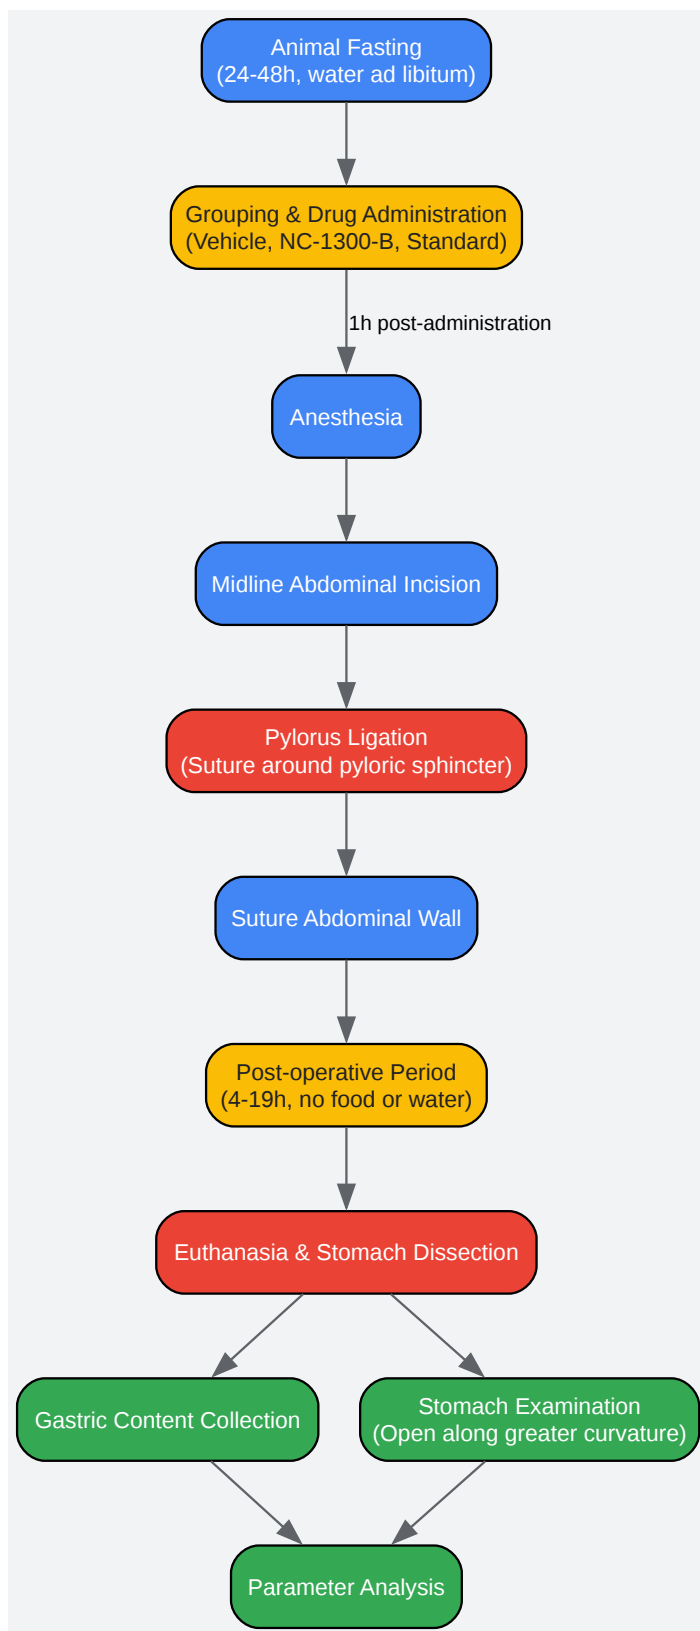 Animal Fasting
(24-48h, water ad libitum)
Grouping & Drug Administration
(Vehicle, NC-1300-B, Standard)
1h post-administration
Anesthesia
Midline Abdominal Incision
Pylorus Ligation
(Suture around pyloric sphincter)
Suture Abdominal Wall
Post-operative Period
(4-19h, no food or water)
Euthanasia & Stomach Dissection
Gastric Content Collection
Stomach Examination
(Open along greater curvature)
Parameter Analysis